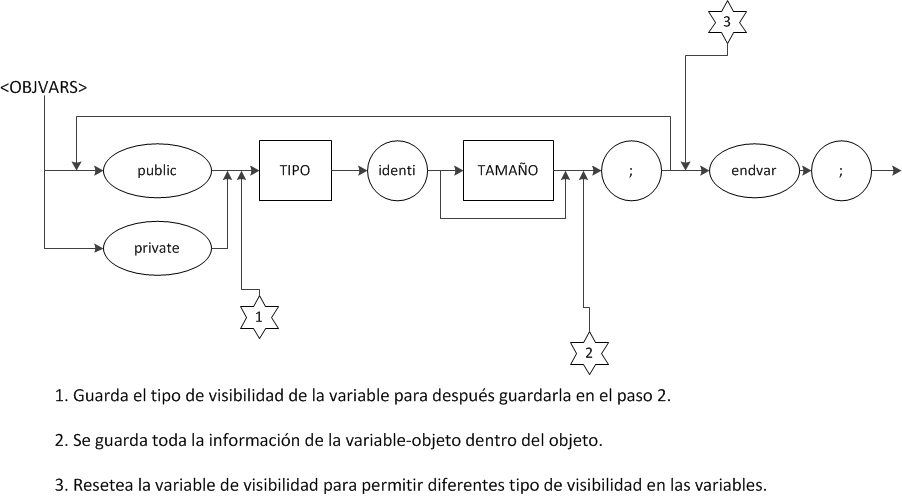 3
<OBJVARS>
public
TIPO
identi
TAMAÑO
;
endvar
;
private
1
2
1. Guarda el tipo de visibilidad de la variable para después guardarla en el paso 2.
2. Se guarda toda la información de la variable-objeto dentro del objeto.
3. Resetea la variable de visibilidad para permitir diferentes tipo de visibilidad en las variables.